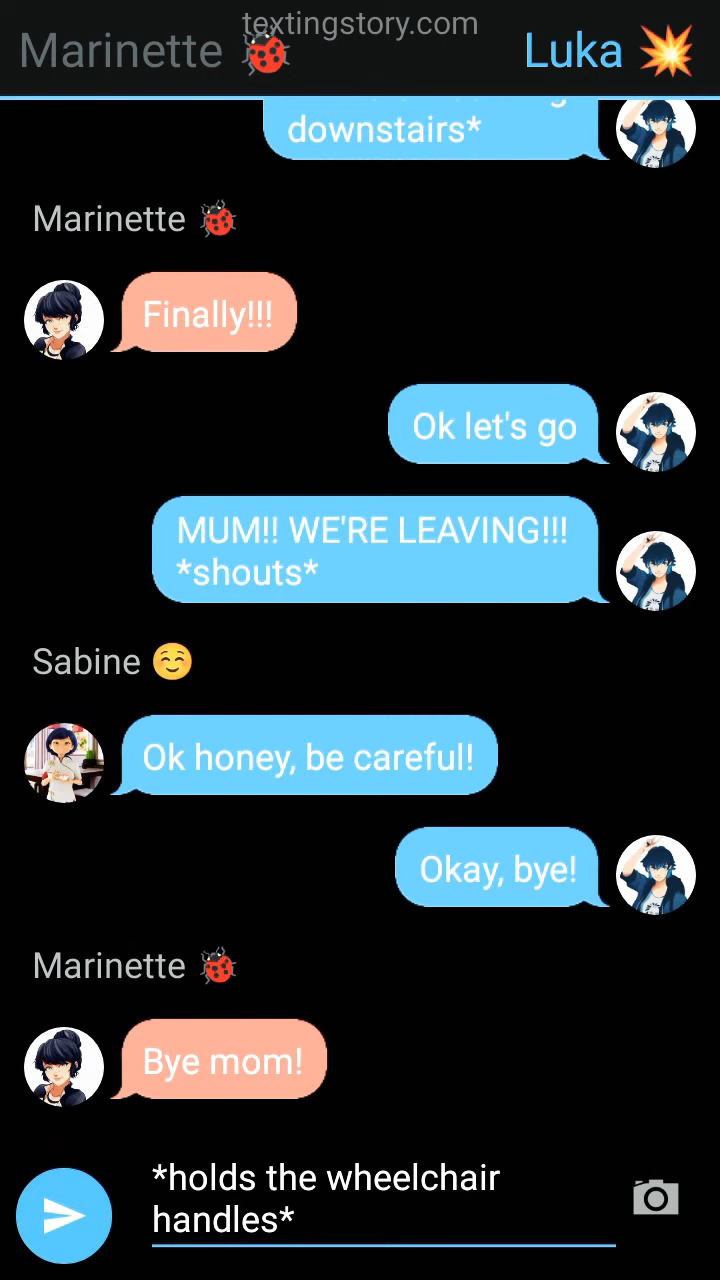 textingstory.com
Marinette 🐞
Luka 💥
downstairs*
Marinette 🐞
Finally!!!
Ok let's go
MUM!! WE'RE LEAVING!!!
*shouts*
Sabine ☺️
Ok honey, be careful!
Okay, bye!
Marinette 🐞
Bye mom!
*holds the wheelchair
handles*